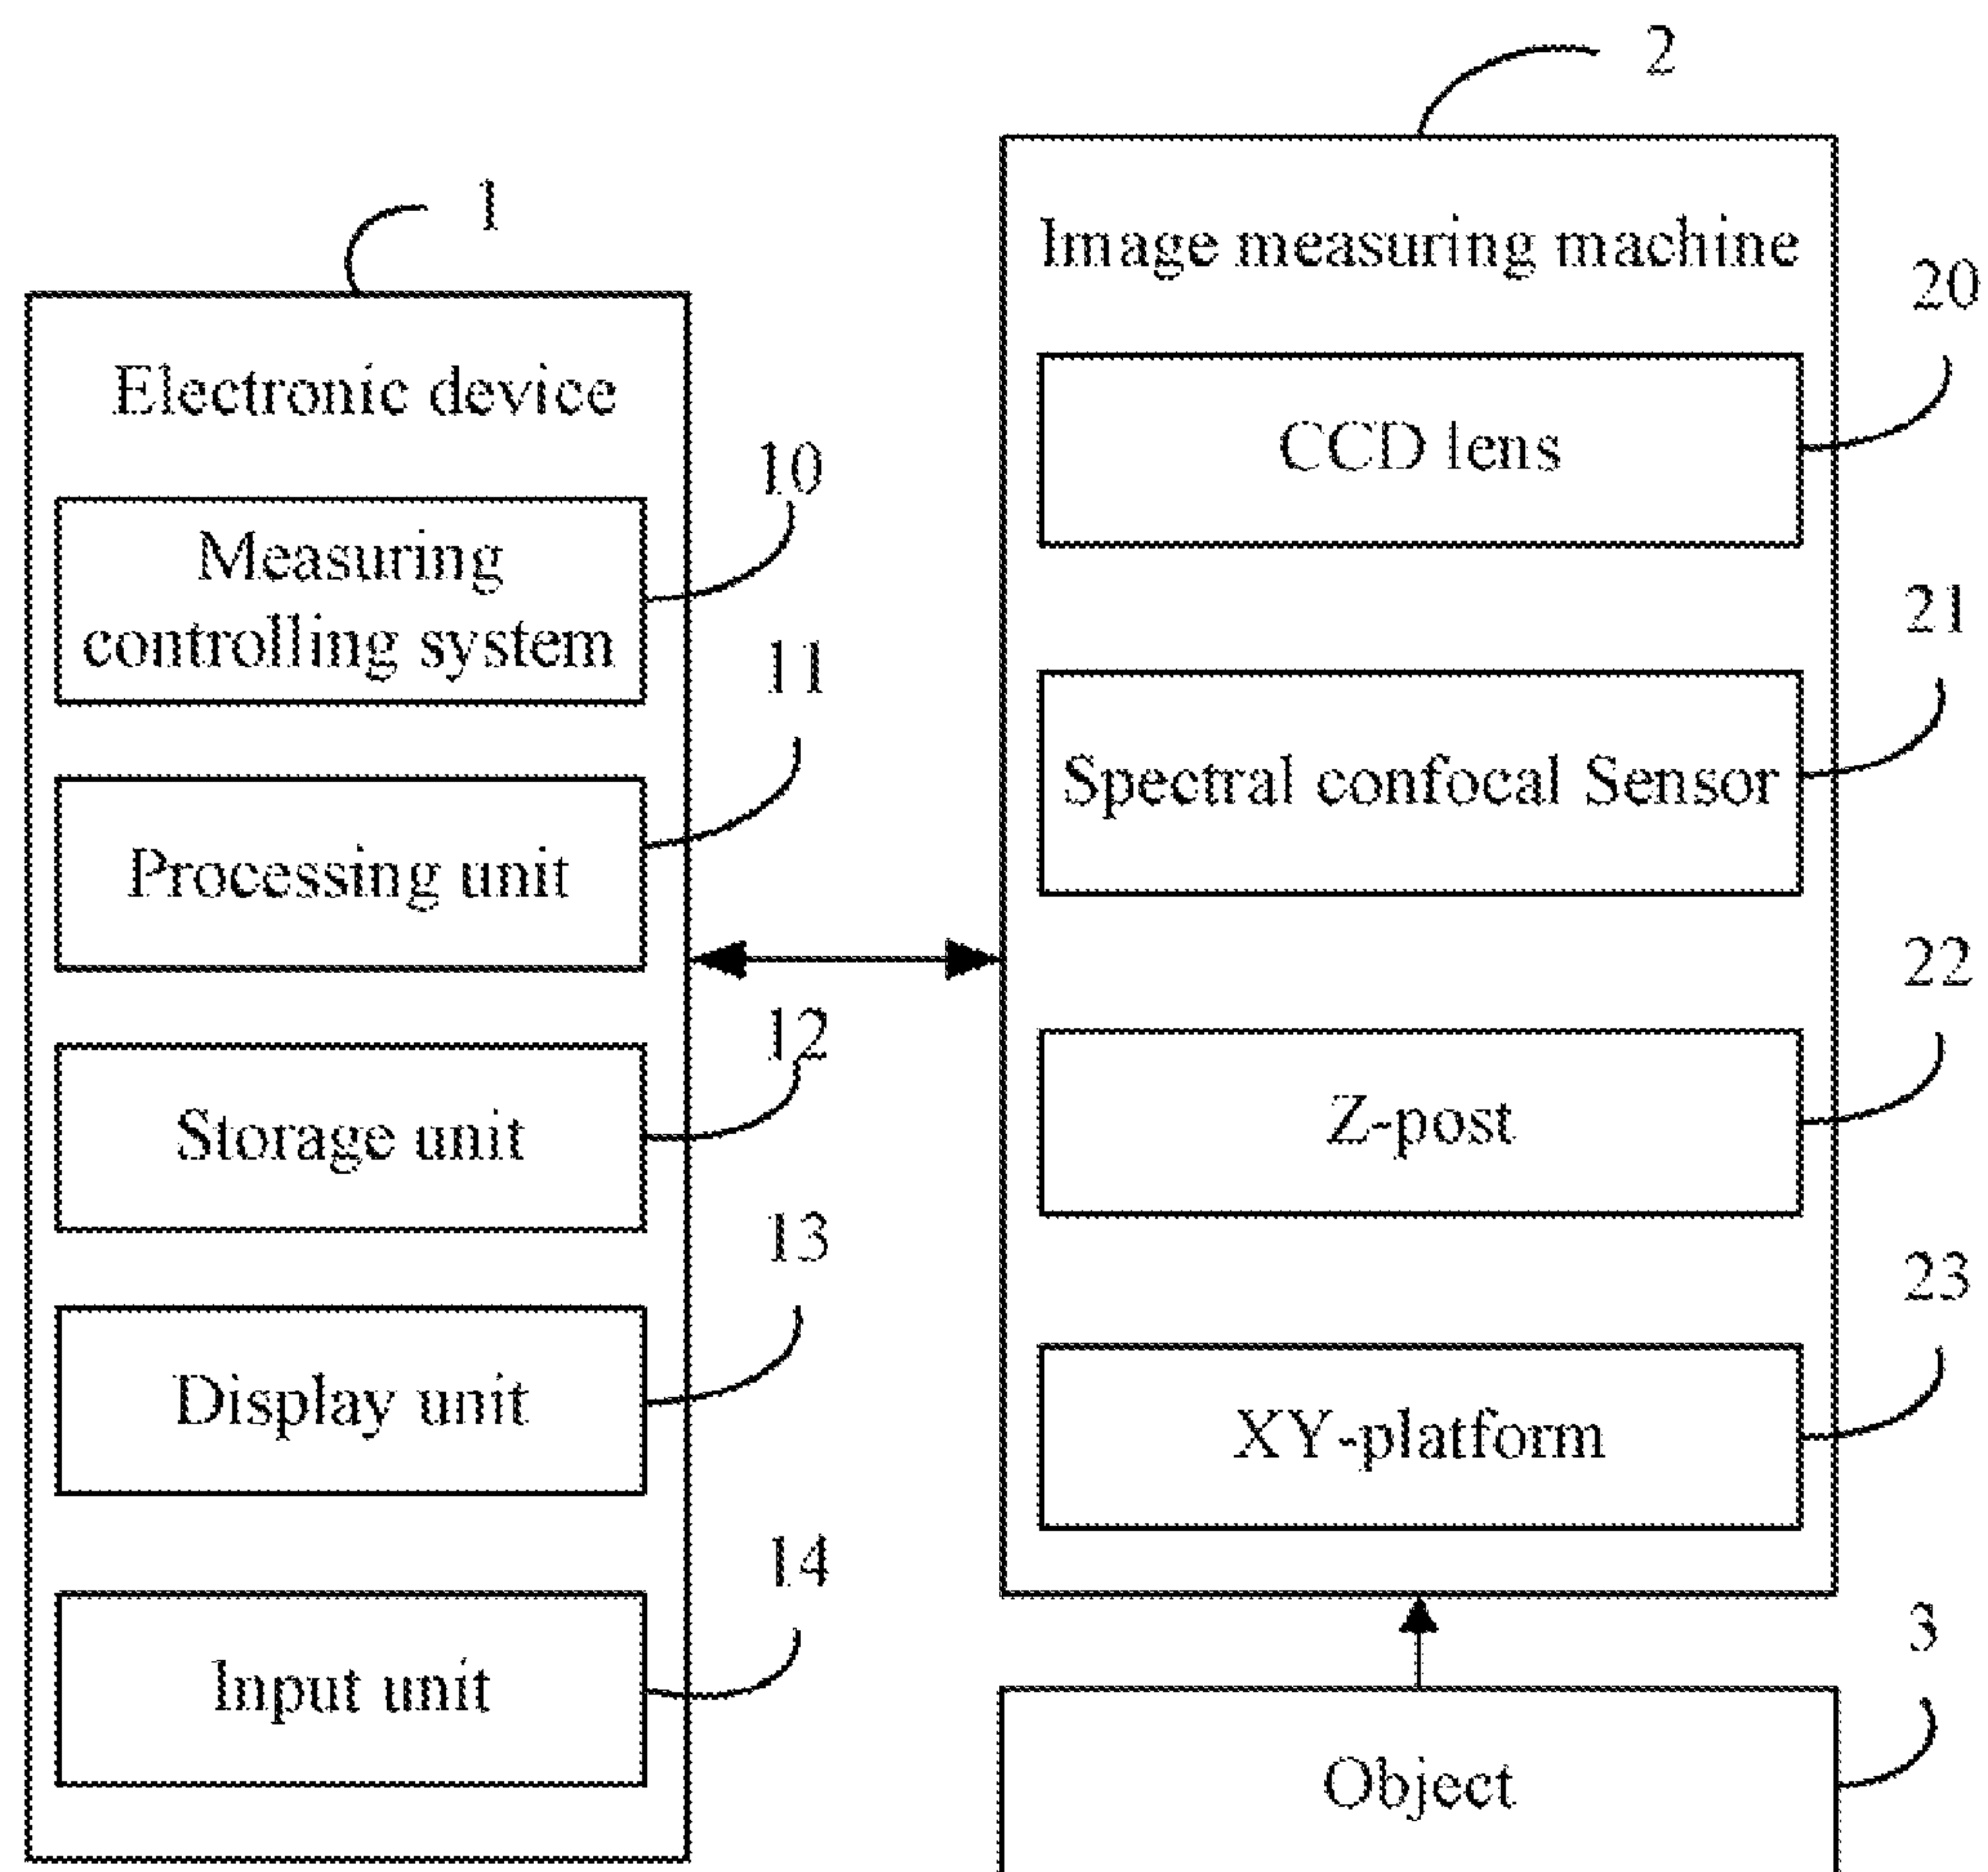 1
Electronic device
10
Measuring
controlling system
11
Processing unit
12
Storage unit
13
Display unit
14
Input unit
2
Image measuring machine
20
CCD lens
21
Spectral confocal Sensor
22
Z-post
23
XY-platform
3
Object